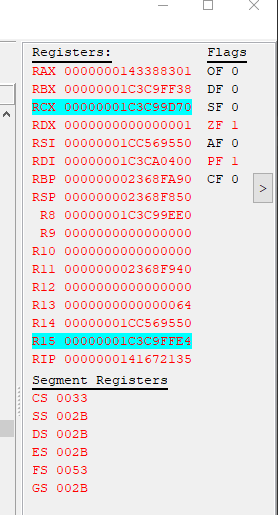 Registers: Flags
RAX 0000000143388301 OF 0
RBX 00000001C3C9FF38 DF 0
RCX 00000001C3C99D70 SF 0
RDX 0000000000000001 ZF 1
RSI 00000001CC569550 AF 0
RDI 00000001C3CA0400 PF 1
RBP 000000002368FA90 CF 0
RSP 000000002368F850
R8 00000001C3C99EE0
R9 0000000000000000
R10 0000000000000000
R11 000000002368F940
R12 0000000000000000
R13 0000000000000064
R14 00000001CC569550
R15 00000001C3C9FFE4
RIP 0000000141672135
Segment Registers
CS 0033
SS 002B
DS 002B
ES 002B
FS 0053
GS 002B